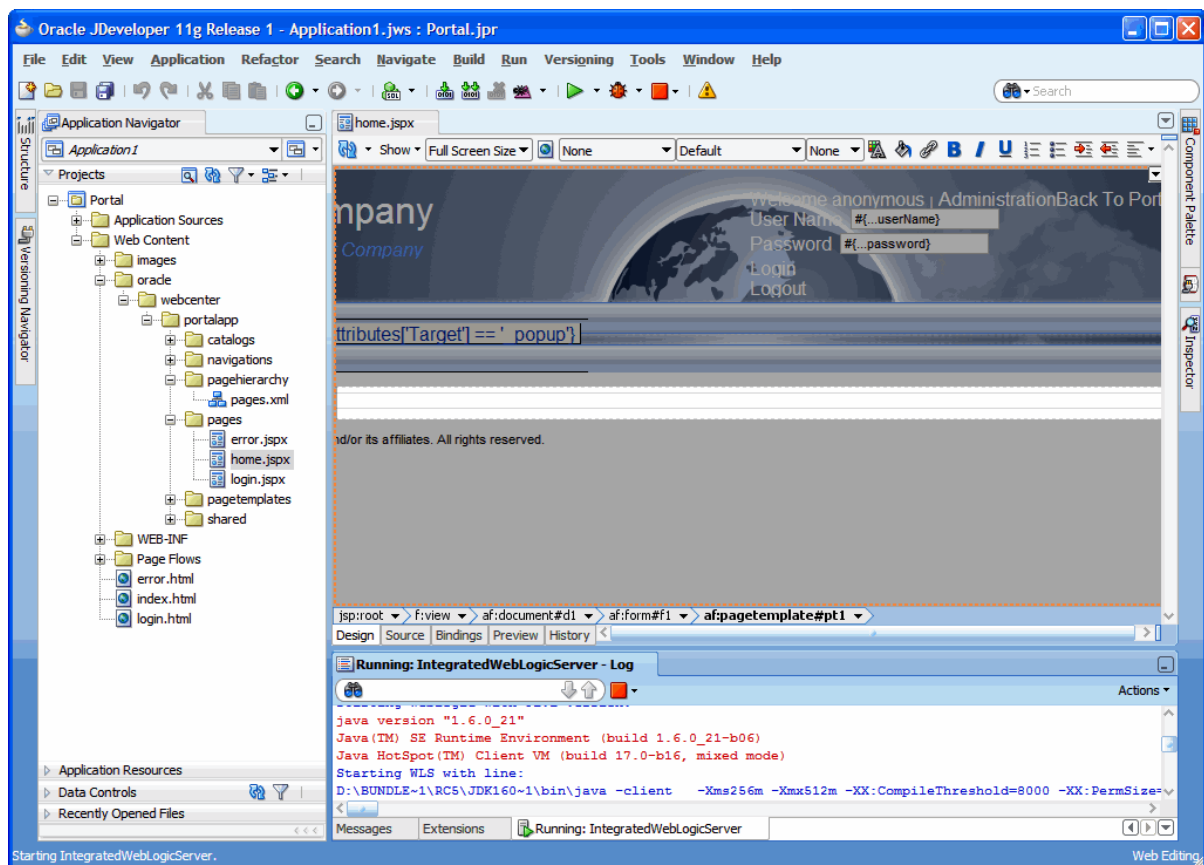 Oracle JDeveloper 11g Release 1 - Application1.jws : Portal.jpr
File Edit View Application Refactor Search Navigate Build Run Versioning Tools Window Help
Search
Structure
Versioning Navigator
Application Navigator
Application1
Projects
Portal
Application Sources
Web Content
images
oracle
webcenter
portalapp
catalogs
navigations
pagehierarchy
pages.xml
pages
error.jspx
home.jspx
login.jspx
pagetemplates
shared
WEB-INF
Page Flows
error.html
index.html
login.html
Application Resources
Data Controls
Recently Opened Files
home.jspx
Show Full Screen Size None Default None B I U
mpany
Company
Welcome anonymous | AdministrationBack To Port
User Name #{...userName}
Password #{...password}
Login
Logout
ttributes['Target'] == '_popup'}
nd/or its affiliates. All rights reserved.
jsp:root f:view af:document#d1 af:form#f1 af:pagetemplate#pt1
Design Source Bindings Preview History
Component Palette
Inspector
Running: IntegratedWebLogicServer - Log
Actions
java version "1.6.0_21"
Java(TM) SE Runtime Environment (build 1.6.0_21-b06)
Java HotSpot(TM) Client VM (build 17.0-b16, mixed mode)
Starting WLS with line:
D:\BUNDLE~1\RC5\JDK160~1\bin\java -client -Xms256m -Xmx512m -XX:CompileThreshold=8000 -XX:PermSize=
Messages Extensions Running: IntegratedWebLogicServer
Starting IntegratedWebLogicServer.
Web Editing